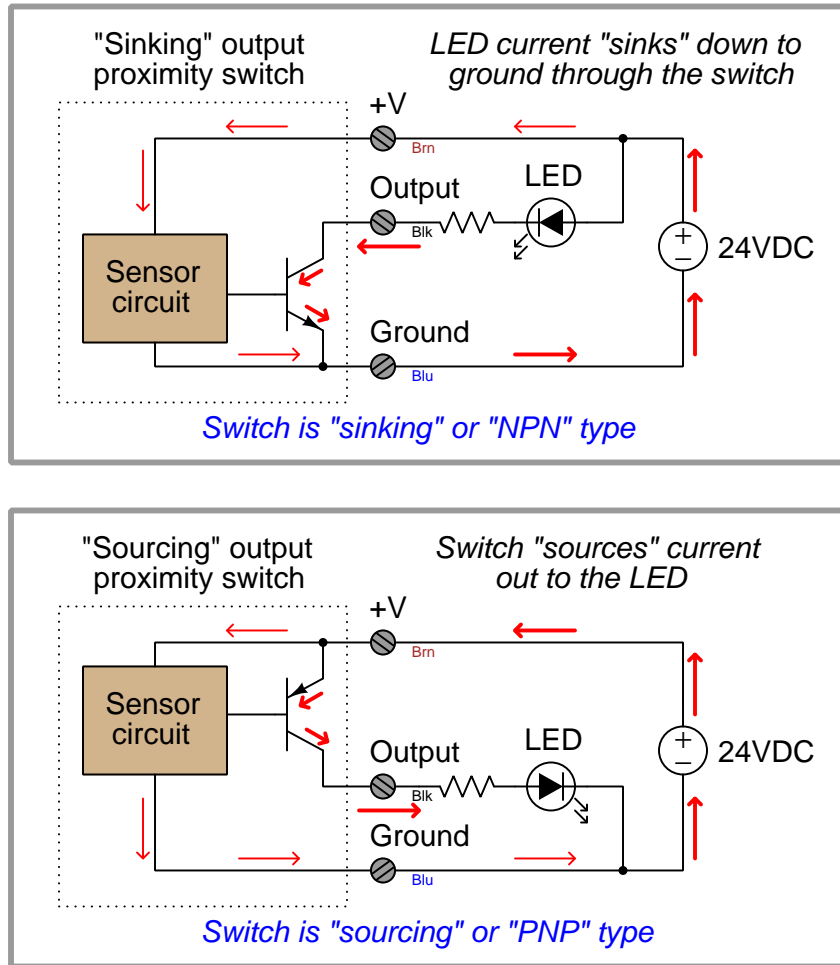 "Sinking" output
proximity switch
LED current "sinks" down to
ground through the switch
+V
Brn
Output
LED
Blk
+
-
24VDC
Sensor
circuit
Ground
Blu
Switch is "sinking" or "NPN" type
"Sourcing" output
proximity switch
Switch "sources" current
out to the LED
+V
Brn
Sensor
circuit
+
-
24VDC
Output
LED
Blk
Ground
Blu
Switch is "sourcing" or "PNP" type